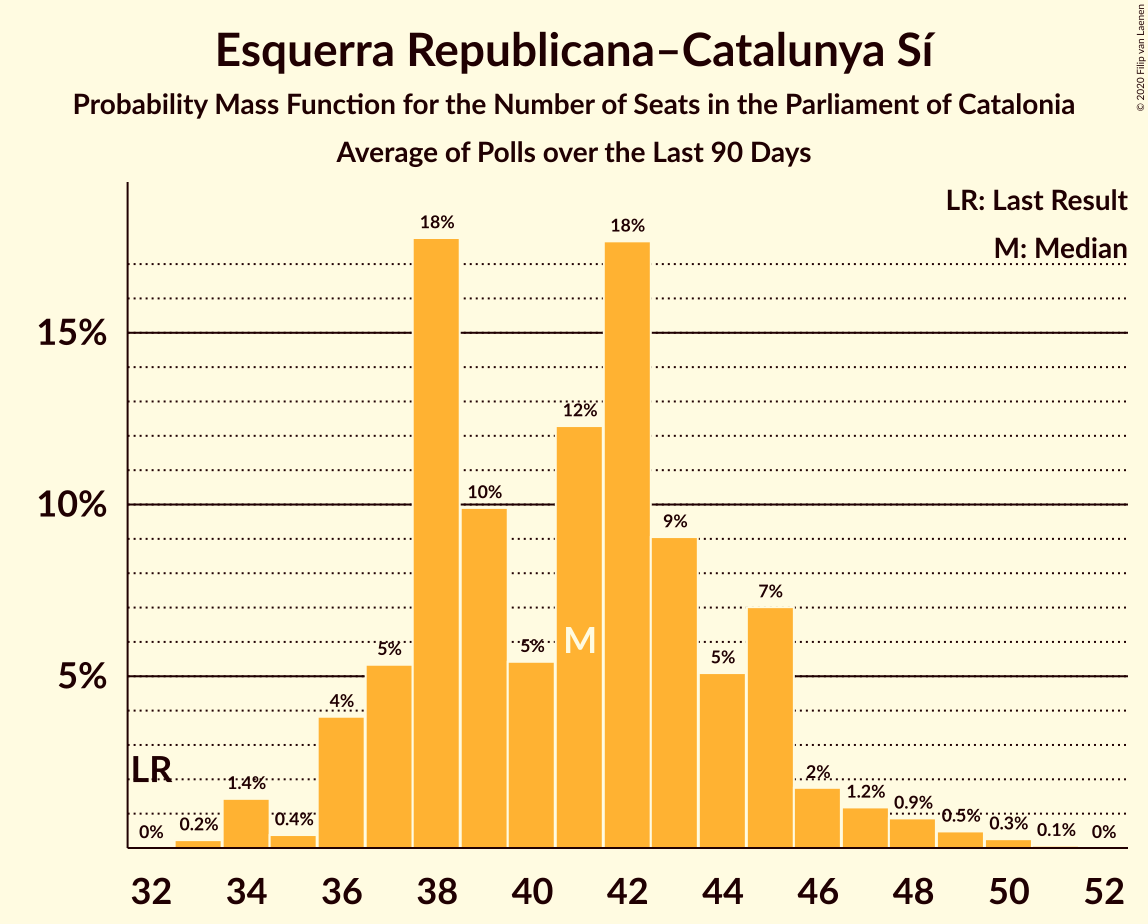 Esquerra Republicana–Catalunya Sí
Probability Mass Function for the Number of Seats in the Parliament of Catalonia
Average of Polls over the Last 90 Days
© 2020 Filip van Laenen
LR: Last Result
M: Median
15%
10%
5%
LR
0%
0.2%
1.4%
0.4%
4%
5%
18%
10%
5%
12%
M
18%
9%
5%
7%
2%
1.2%
0.9%
0.5%
0.3%
0.1%
0%
32 34 36 38 40 42 44 46 48 50 52